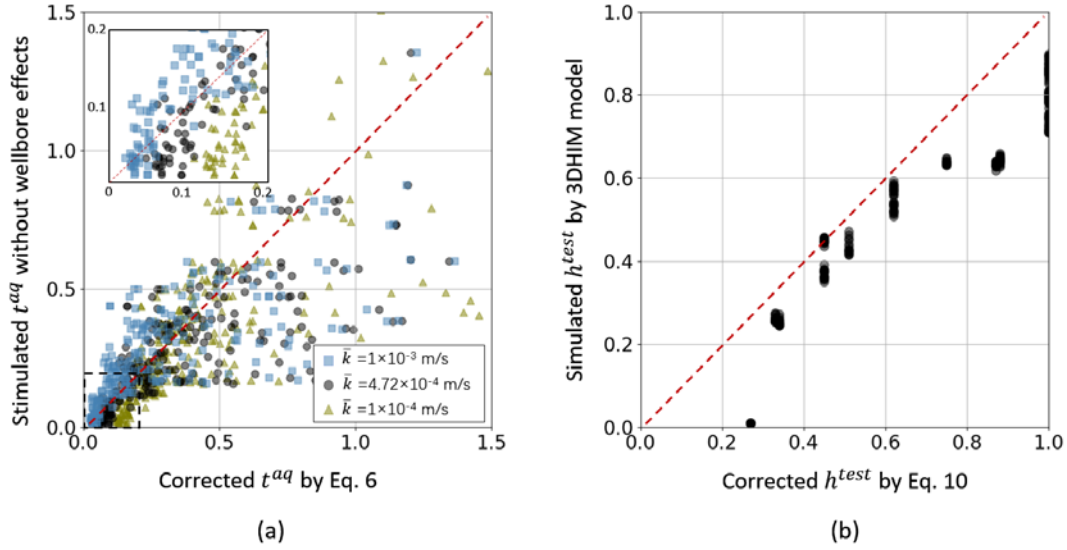 1.5
1.0
0.5
0.0
0.0
0.5
1.0
1.5
0.2
0.1
0
0.1
0.2
k̄ =1×10⁻³ m/s
k̄ =4.72×10⁻⁴ m/s
k̄ =1×10⁻⁴ m/s
Stimulated t^{aq} without wellbore effects
Corrected t^{aq} by Eq. 6
(a)
1.0
0.8
0.6
0.4
0.2
0.0
0.0
0.2
0.4
0.6
0.8
1.0
Simulated h^{test} by 3DHIM model
Corrected h^{test} by Eq. 10
(b)